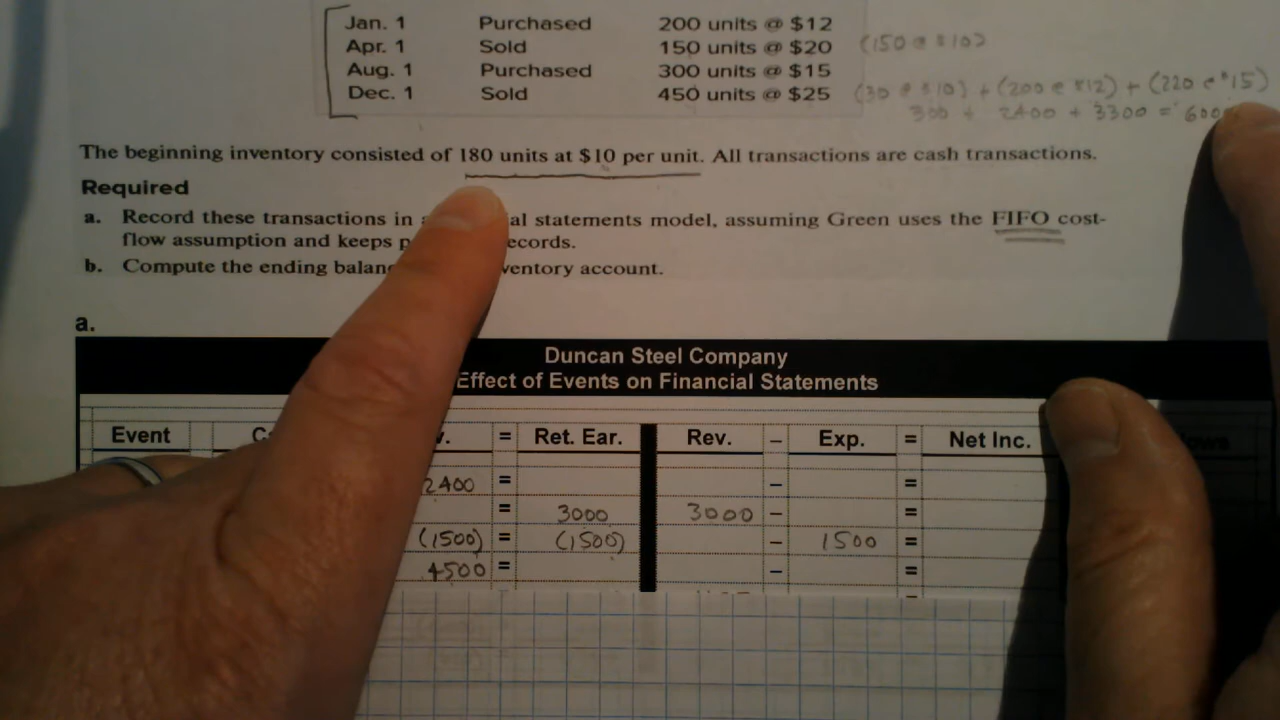 Jan. 1 Purchased 200 units @ $12
Apr. 1 Sold 150 units @ $20 (150 @ $10)
Aug. 1 Purchased 300 units @ $15
Dec. 1 Sold 450 units @ $25 (30 @ $10) + (200 @ $12) + (220 @ $15)
300 + 2400 + 3300 = 600
The beginning inventory consisted of 180 units at $10 per unit. All transactions are cash transactions.
Required
a. Record these transactions in al statements model, assuming Green uses the FIFO cost-
flow assumption and keeps p ecords.
b. Compute the ending balan ventory account.
a.
Duncan Steel Company
Effect of Events on Financial Statements
Event C v. = Ret. Ear. Rev. – Exp. = Net Inc. ows
2400 = – =
= 3000 3000 – =
(1500) = (1500) – 1500 =
4500 = – =